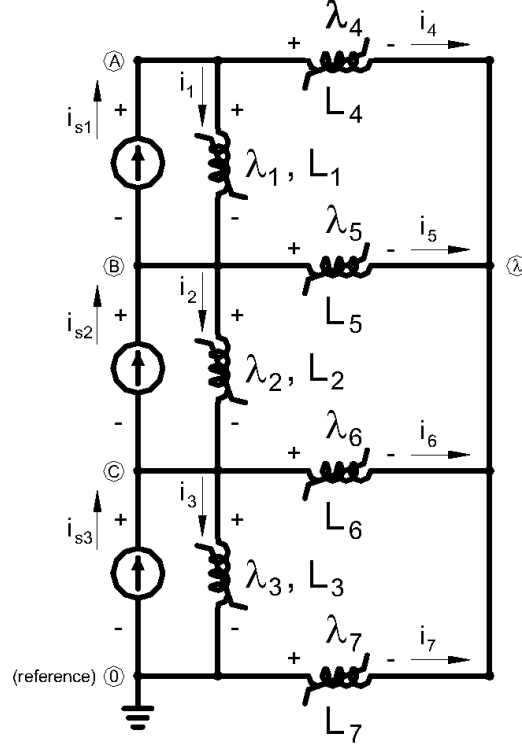 λ4
+ - i4
A
i1
+ + L4
is1
λ1 , L1
- - λ5
+ - i5
B λ
i2
+ + L5
is2
λ2 , L2
- - λ6
+ - i6
C
i3
+ + L6
is3
λ3 , L3
- - λ7
+ - i7
(reference) 0
L7